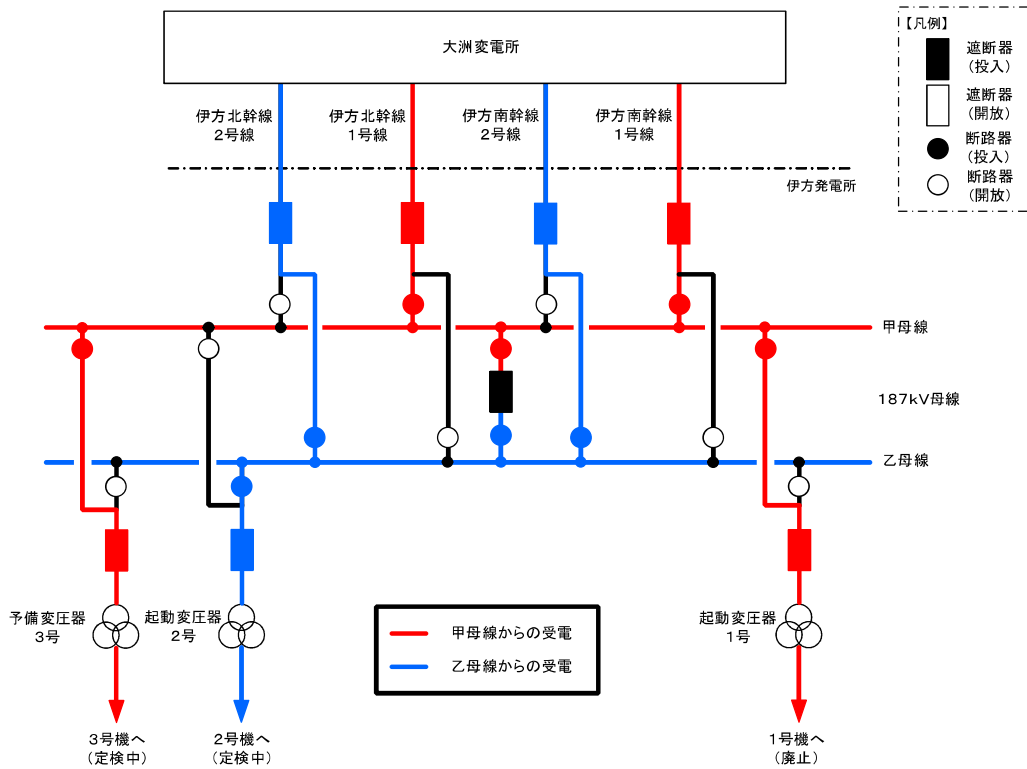 大洲変電所
【凡例】
遮断器
(投入)
遮断器
(開放)
断路器
(投入)
断路器
(開放)
伊方北幹線
2号線
伊方北幹線
1号線
伊方南幹線
2号線
伊方南幹線
1号線
伊方発電所
甲母線
187kV母線
乙母線
予備変圧器
3号
起動変圧器
2号
起動変圧器
1号
甲母線からの受電
乙母線からの受電
3号機へ
(定検中)
2号機へ
(定検中)
1号機へ
(廃止)